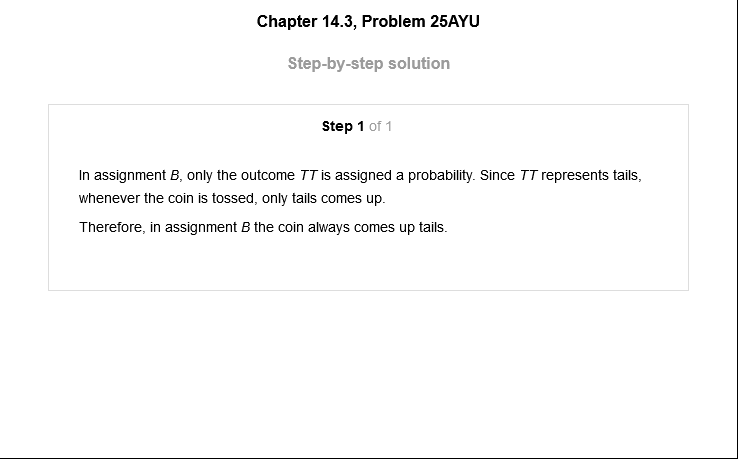 Chapter 14.3, Problem 25AYU
Step-by-step solution
Step 1 of 1
In assignment B, only the outcome TT is assigned a probability. Since TT represents tails,
whenever the coin is tossed, only tails comes up.
Therefore, in assignment B the coin always comes up tails.